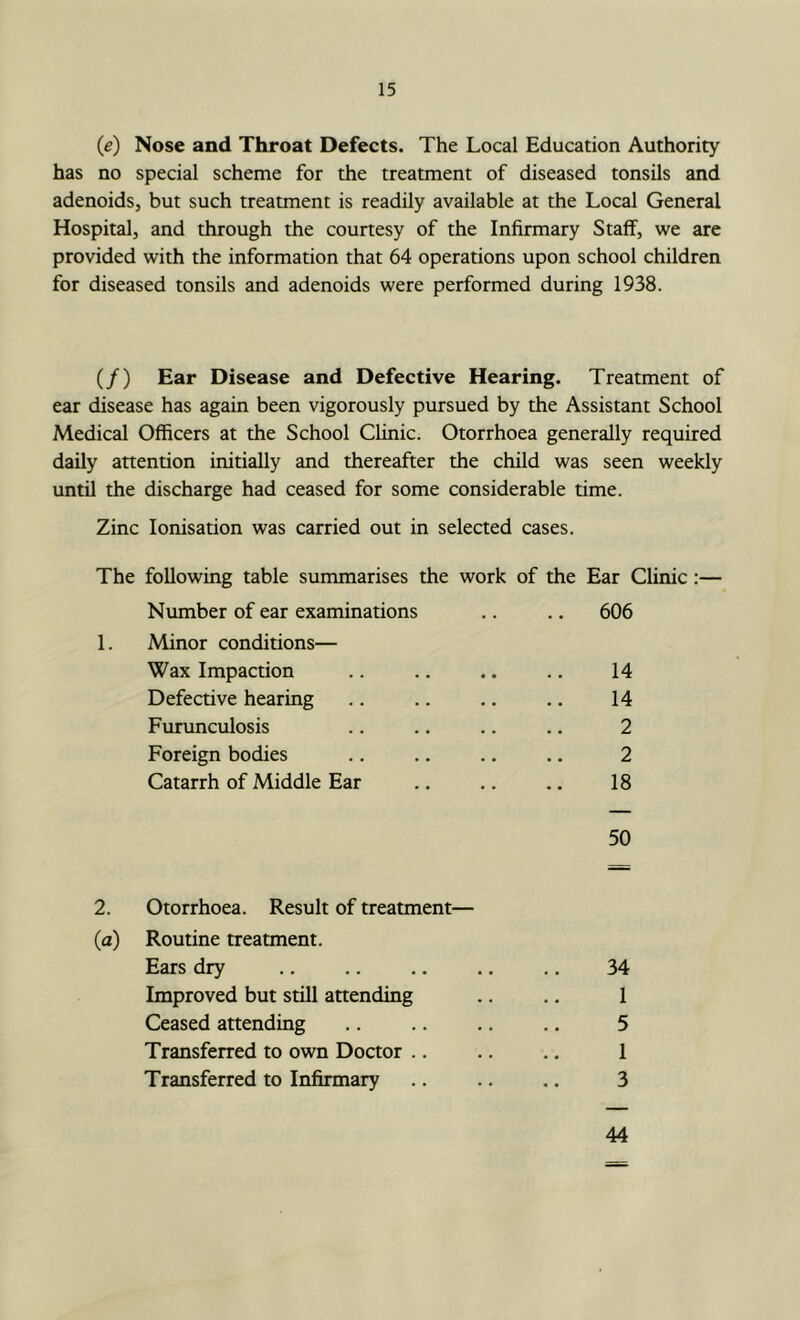 15
(e) Nose and Throat Defects. The Local Education Authority
has no special scheme for the treatment of diseased tonsils and
adenoids, but such treatment is readily available at the Local General
Hospital, and through the courtesy of the Infirmary Staff, we are
provided with the information that 64 operations upon school children
for diseased tonsils and adenoids were performed during 1938.
(f) Ear Disease and Defective Hearing. Treatment of
ear disease has again been vigorously pursued by the Assistant School
Medical Officers at the School Clinic. Otorrhoea generally required
daily attention initially and thereafter the child was seen weekly
until the discharge had ceased for some considerable time.
Zinc Ionisation was carried out in selected cases.
The following table summarises the work of the Ear Clinic :—
Number of ear examinations .. .. 606
1. Minor conditions—
Wax Impaction .. .. .. .. 14
Defective hearing .. .. .. .. 14
Furunculosis .. .. .. .. 2
Foreign bodies .. .. .. .. 2
Catarrh of Middle Ear .. .. .. 18
50
2. Otorrhoea. Result of treatment—
(a) Routine treatment.
Ears dry .. .. .. .. .. 34
Improved but still attending .. .. 1
Ceased attending .. .. .. .. 5
Transferred to own Doctor .. .. .. 1
Transferred to Infirmary .. .. .. 3
44